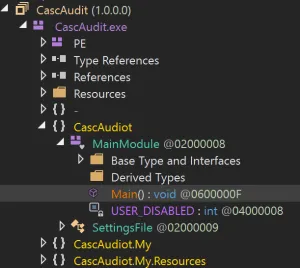 CascAudit (1.0.0.0)
CascAudit.exe
PE
Type References
References
Resources
{ } -
{ } CascAudiot
MainModule @02000008
Base Type and Interfaces
Derived Types
Main() : void @0600000F
USER_DISABLED : int @04000008
SettingsFile @02000009
{ } CascAudiot.My
{ } CascAudiot.My.Resources